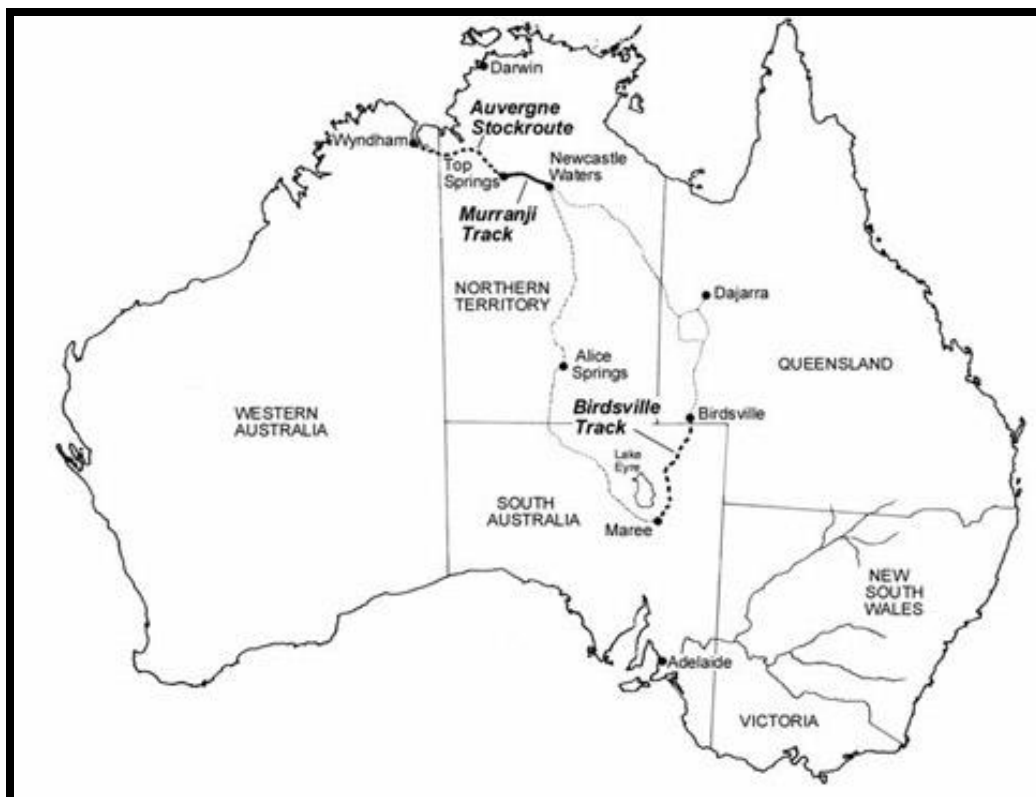 Darwin
Auvergne
Stockroute
Wyndham
Top
Springs
Newcastle
Waters
Murranji
Track
NORTHERN
TERRITORY
Dajarra
Alice
Springs
QUEENSLAND
WESTERN
AUSTRALIA
Birdsville
Track
Birdsville
Lake
Eyre
SOUTH
AUSTRALIA
Maree
NEW
SOUTH
WALES
Adelaide
VICTORIA